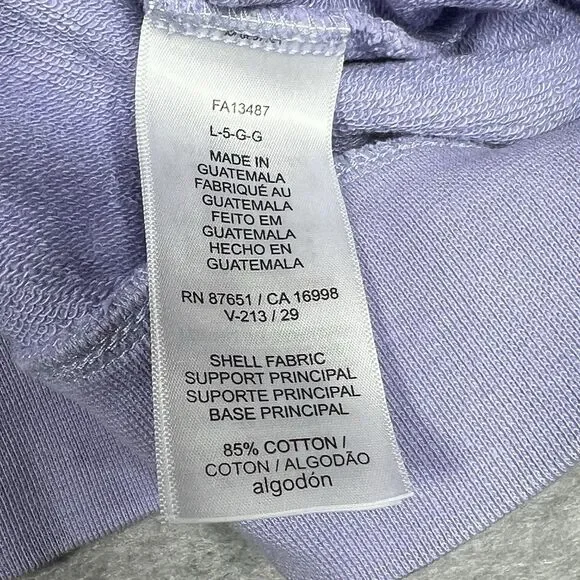 FA13487
L-5-G-G
MADE IN
GUATEMALA
FABRIQUÉ AU
GUATEMALA
FEITO EM
GUATEMALA
HECHO EN
GUATEMALA
RN 87651 / CA 16998
V-213 / 29
SHELL FABRIC
SUPPORT PRINCIPAL
SUPORTE PRINCIPAL
BASE PRINCIPAL
85% COTTON /
COTON / ALGODÃO
algodón